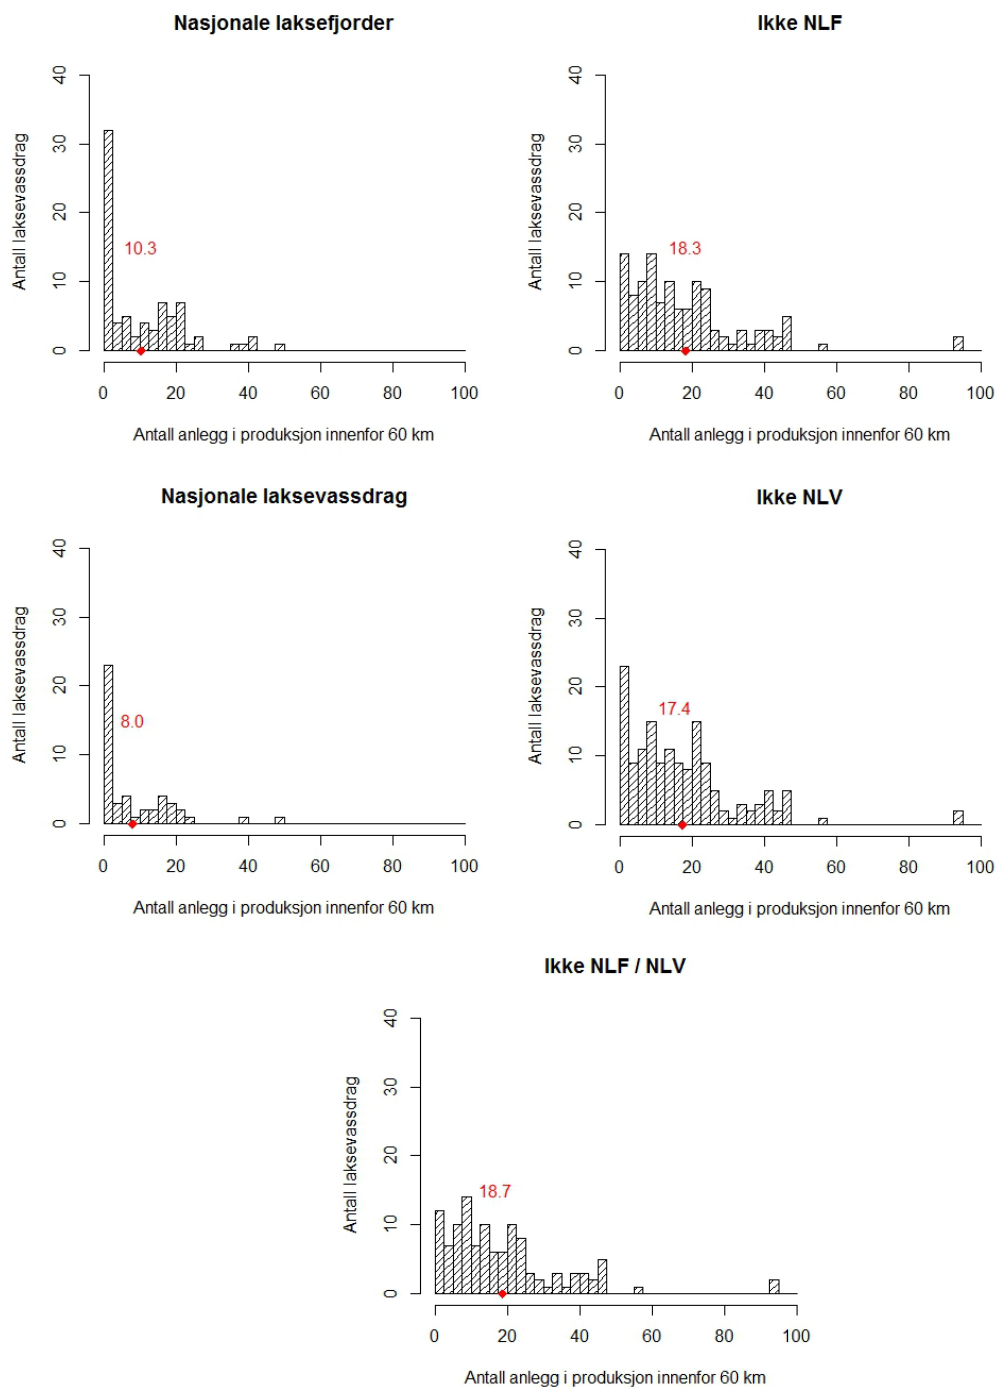 Nasjonale laksefjorder
Antall laksevassdrag
40
30
20
10
0
10.3
0 20 40 60 80 100
Antall anlegg i produksjon innenfor 60 km
Ikke NLF
Antall laksevassdrag
40
30
20
10
0
18.3
0 20 40 60 80 100
Antall anlegg i produksjon innenfor 60 km
Nasjonale laksevassdrag
Antall laksevassdrag
40
30
20
10
0
8.0
0 20 40 60 80 100
Antall anlegg i produksjon innenfor 60 km
Ikke NLV
Antall laksevassdrag
40
30
20
10
0
17.4
0 20 40 60 80 100
Antall anlegg i produksjon innenfor 60 km
Ikke NLF / NLV
Antall laksevassdrag
40
30
20
10
0
18.7
0 20 40 60 80 100
Antall anlegg i produksjon innenfor 60 km